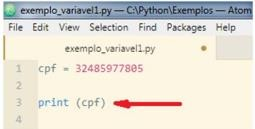 exemplo_variavel1.py — C:\Python\Exemplos — Atom
File Edit View Selection Find Packages Help
exemplo_variavel1.py
1 cpf = 32485977805
2
3 print (cpf)
4